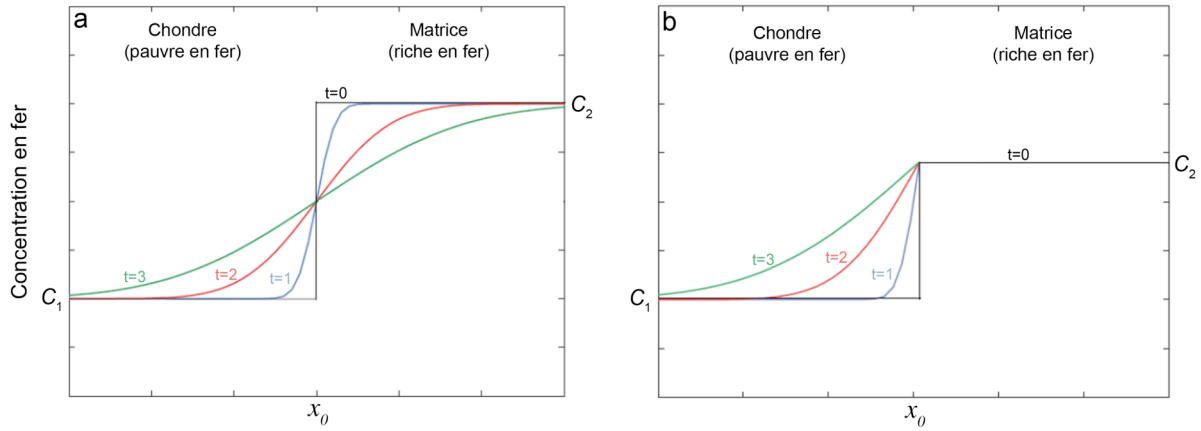 a
Chondre
(pauvre en fer)
Matrice
(riche en fer)
t=0
C2
t=3
t=2
t=1
C1
Concentration en fer
x0
b
Chondre
(pauvre en fer)
Matrice
(riche en fer)
t=0
C2
t=3
t=2
t=1
C1
x0